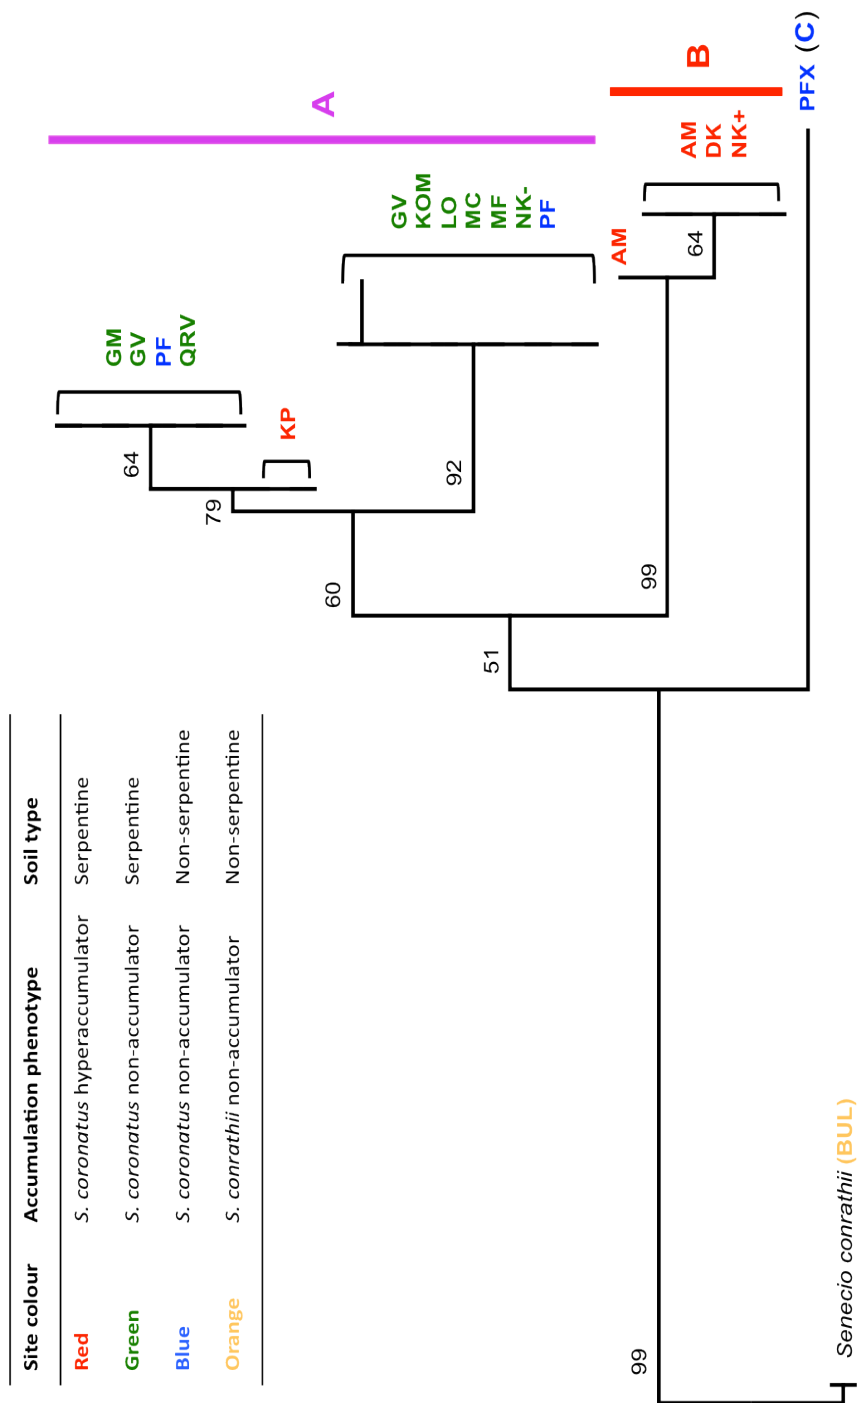 Site colour Accumulation phenotype Soil type
Red S. coronatus hyperaccumulator Serpentine
Green S. coronatus non-accumulator Serpentine
Blue S. coronatus non-accumulator Non-serpentine
Orange S. conrathii non-accumulator Non-serpentine
GM
GV
PF
QRV
64
KP
79
A
GV
KOM
LO
MC
MF
NK-
PF
92
60
AM
AM
DK
NK+
B
64
99
51
PFX (C)
99
Senecio conrathii (BUL)